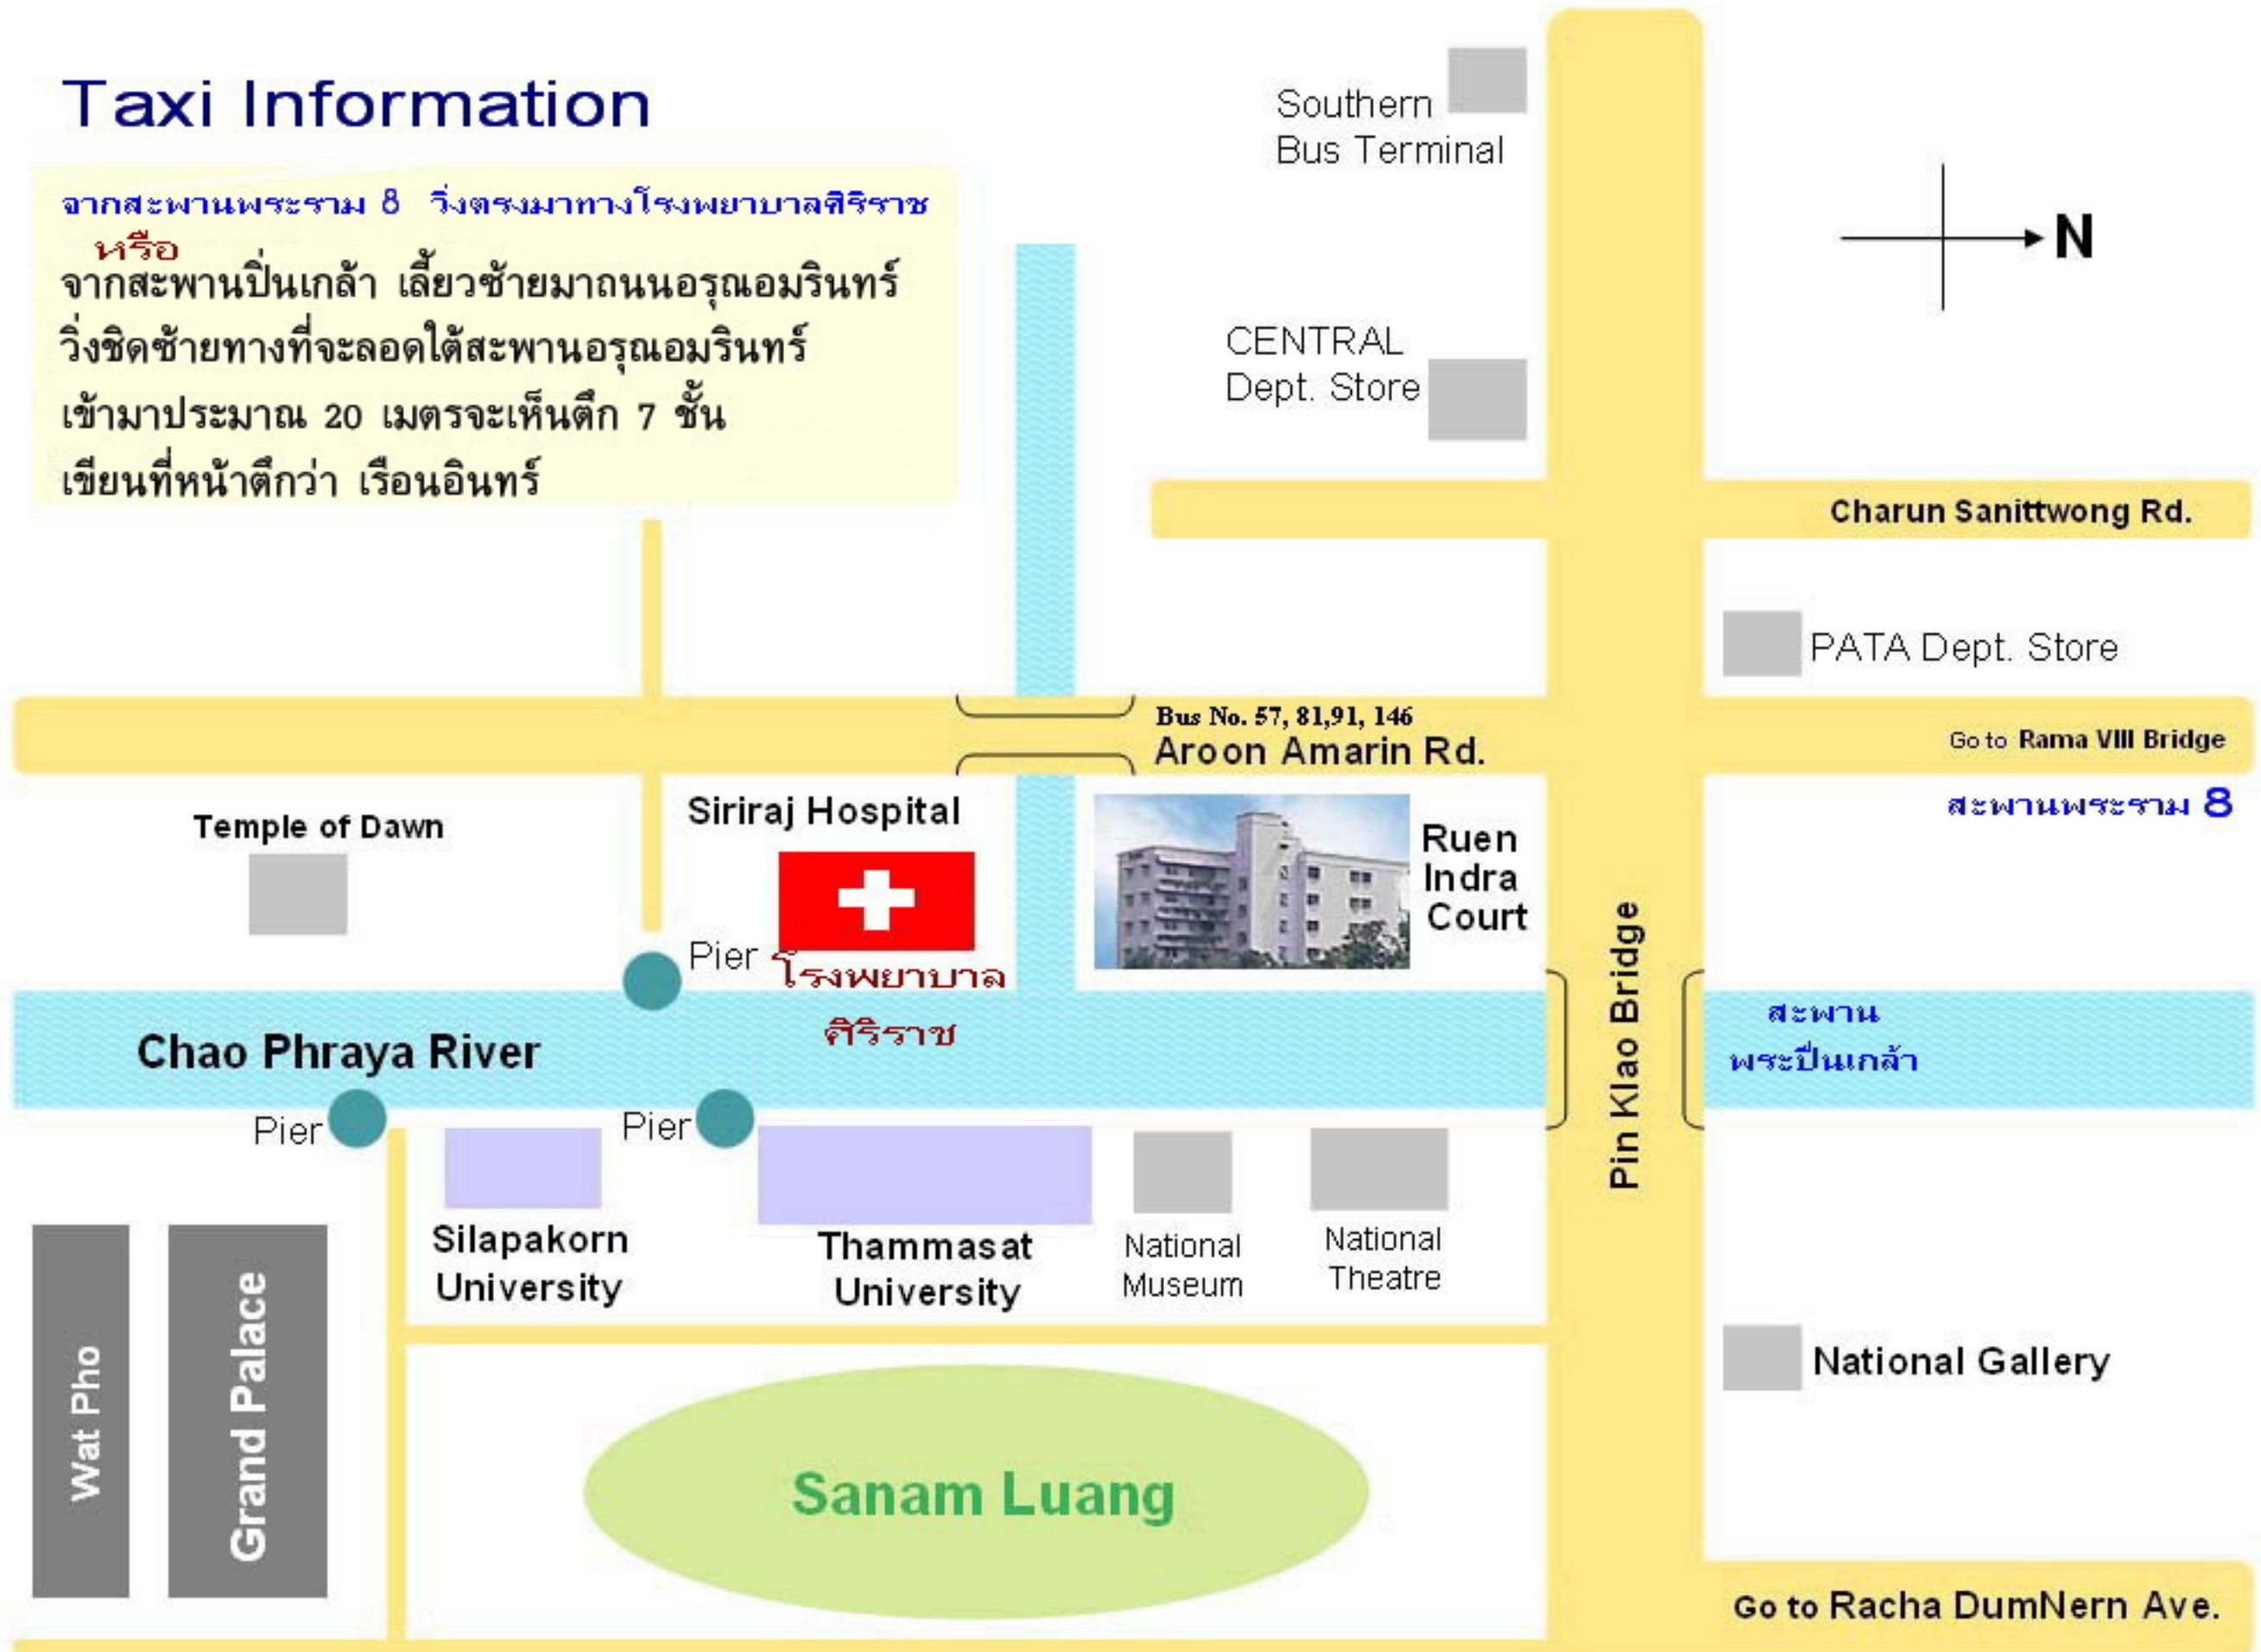 Taxi Information
จากสะพานพระราม 8 วิ่งตรงมาทางโรงพยาบาลศิริราช
หรือ
จากสะพานปิ่นเกล้า เลี้ยวซ้ายมาถนนอรุณอมรินทร์
วิ่งชิดซ้ายทางที่จะลอดใต้สะพานอรุณอมรินทร์
เข้ามาประมาณ 20 เมตรจะเห็นตึก 7 ชั้น
เขียนที่หน้าตึกว่า เรือนอินทร์
Southern
Bus Terminal
N
CENTRAL
Dept. Store
Charun Sanittwong Rd.
PATA Dept. Store
Bus No. 57, 81,91, 146
Aroon Amarin Rd.
Go to Rama VIII Bridge
สะพานพระราม 8
Temple of Dawn
Siriraj Hospital
Ruen
Indra
Court
Pier
โรงพยาบาล
ศิริราช
Chao Phraya River
Pin Klao Bridge
สะพาน
พระปิ่นเกล้า
Pier
Pier
Silapakorn
University
Thammasat
University
National
Museum
National
Theatre
Wat Pho
Grand Palace
National Gallery
Sanam Luang
Go to Racha DumNern Ave.